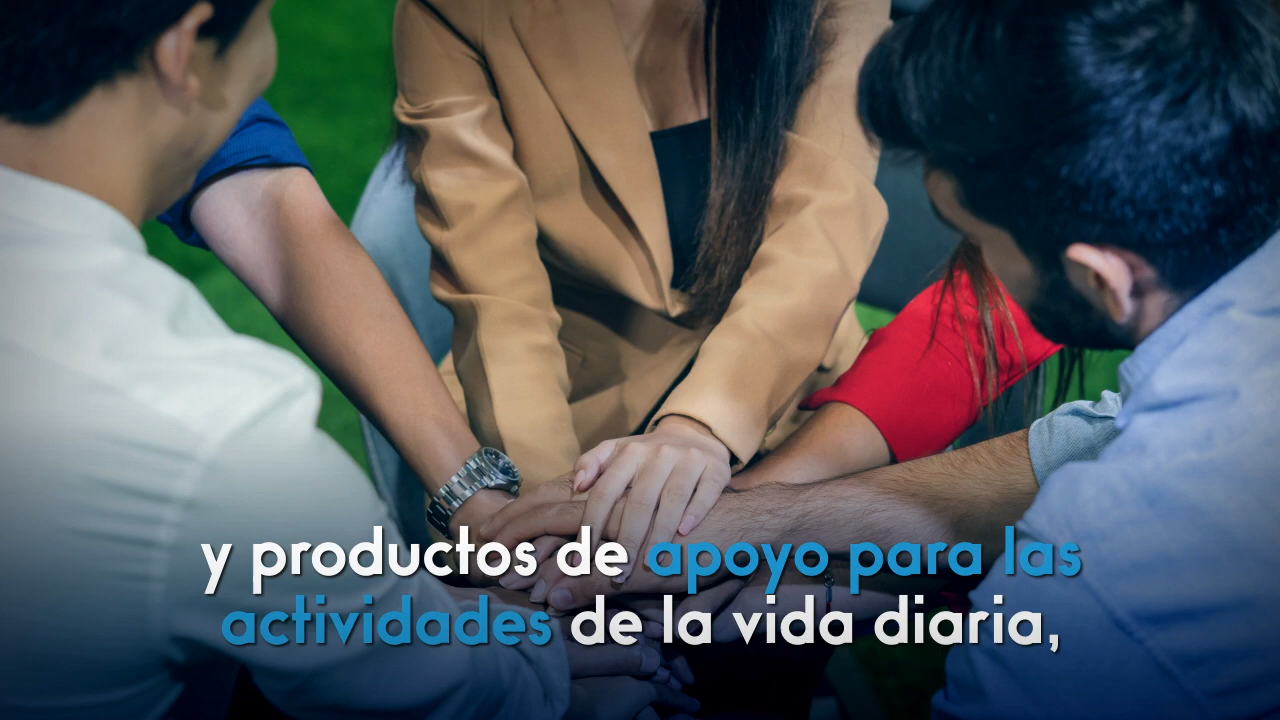 y productos de apoyo para las
actividades de la vida diaria,